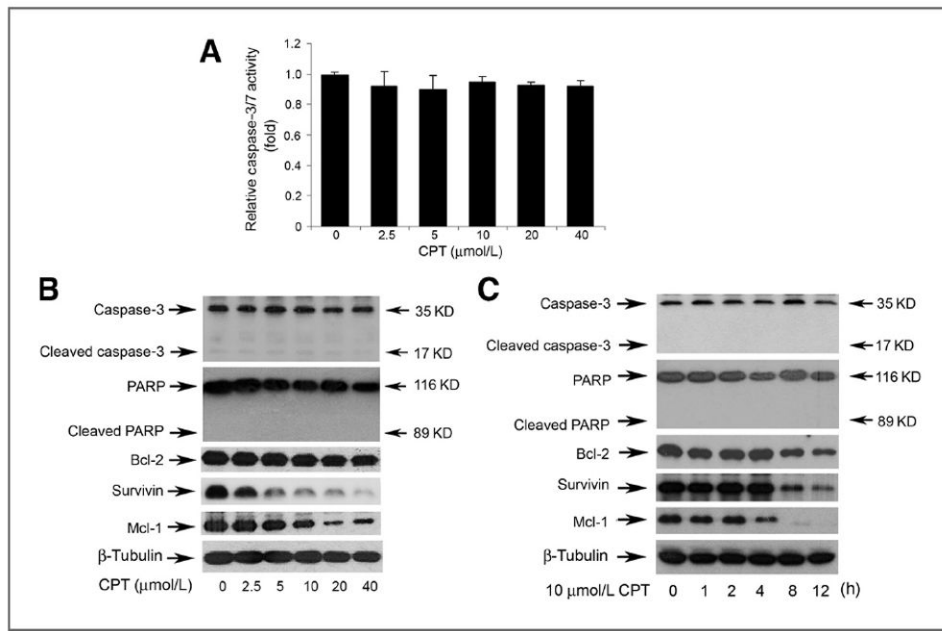 A
Relative caspase-3/7 activity
(fold)
1.2
1.0
0.8
0.6
0.4
0.2
0
0 2.5 5 10 20 40
CPT (μmol/L)
B
Caspase-3 35 KD
Cleaved caspase-3 17 KD
PARP 116 KD
Cleaved PARP 89 KD
Bcl-2
Survivin
Mcl-1
β-Tubulin
CPT (μmol/L) 0 2.5 5 10 20 40
C
Caspase-3 35 KD
Cleaved caspase-3 17 KD
PARP 116 KD
Cleaved PARP 89 KD
Bcl-2
Survivin
Mcl-1
β-Tubulin
10 μmol/L CPT 0 1 2 4 8 12 (h)